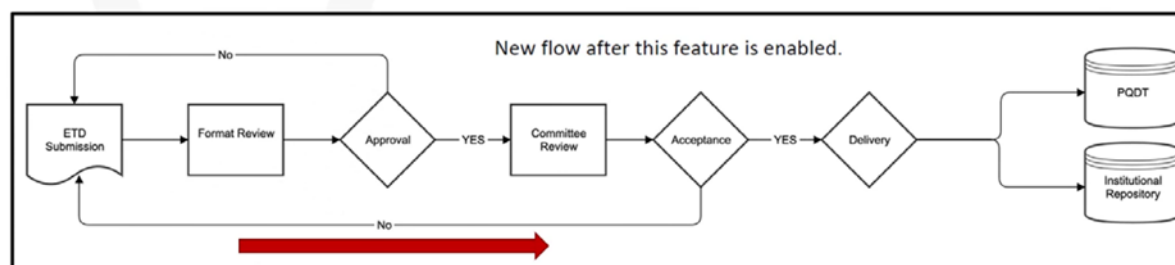 New flow after this feature is enabled.
No
ETD
Submission
Format Review
Approval
YES
Committee
Review
Acceptance
YES
Delivery
PQDT
Institutional
Repository
No